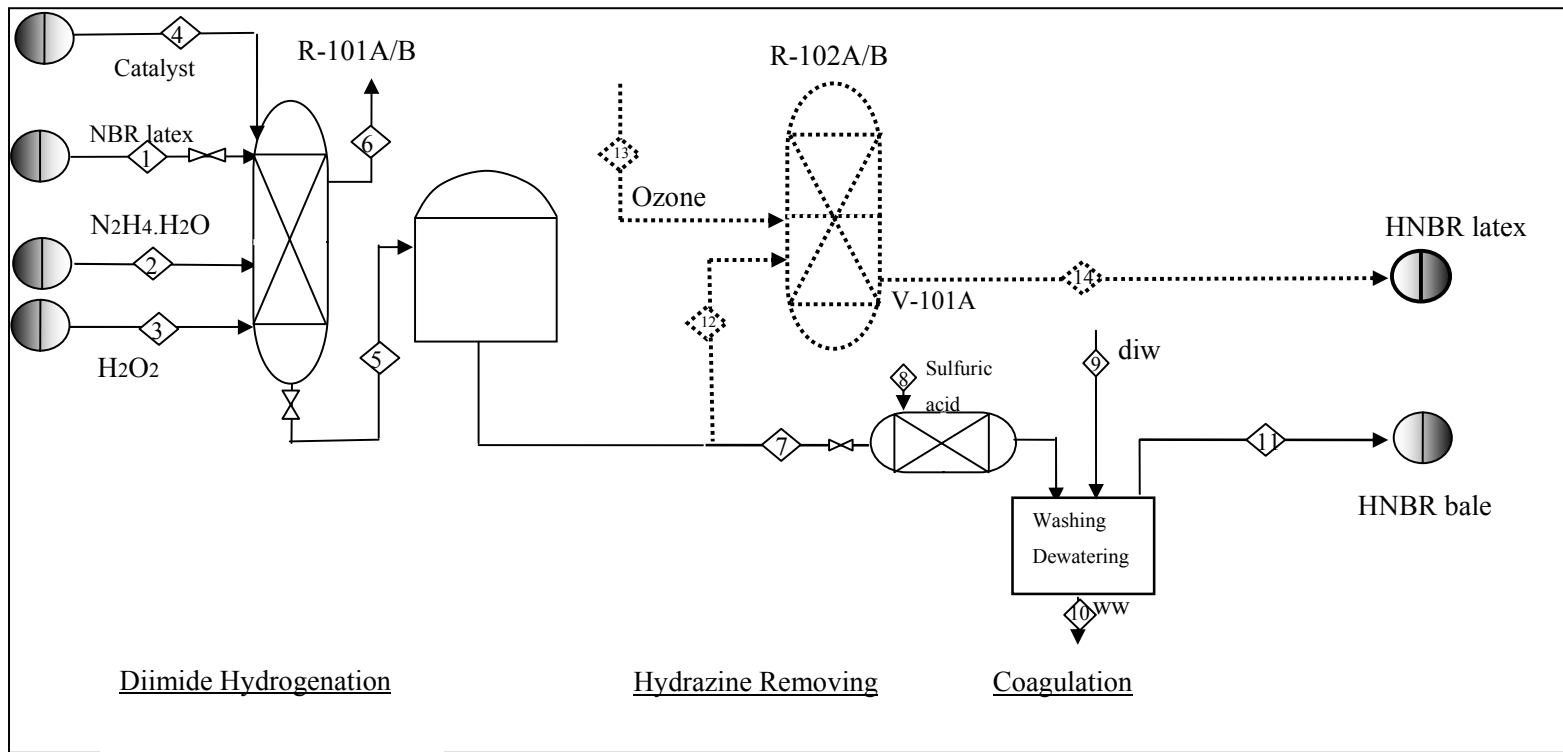 4
Catalyst
R-101A/B
R-102A/B
NBR latex
1
6
13
Ozone
N2H4.H2O
2
HNBR latex
3
H2O2
5
12
V-101A
14
9
diw
8
Sulfuric
acid
7
11
HNBR bale
Washing
Dewatering
10
ww
Diimide Hydrogenation
Hydrazine Removing
Coagulation